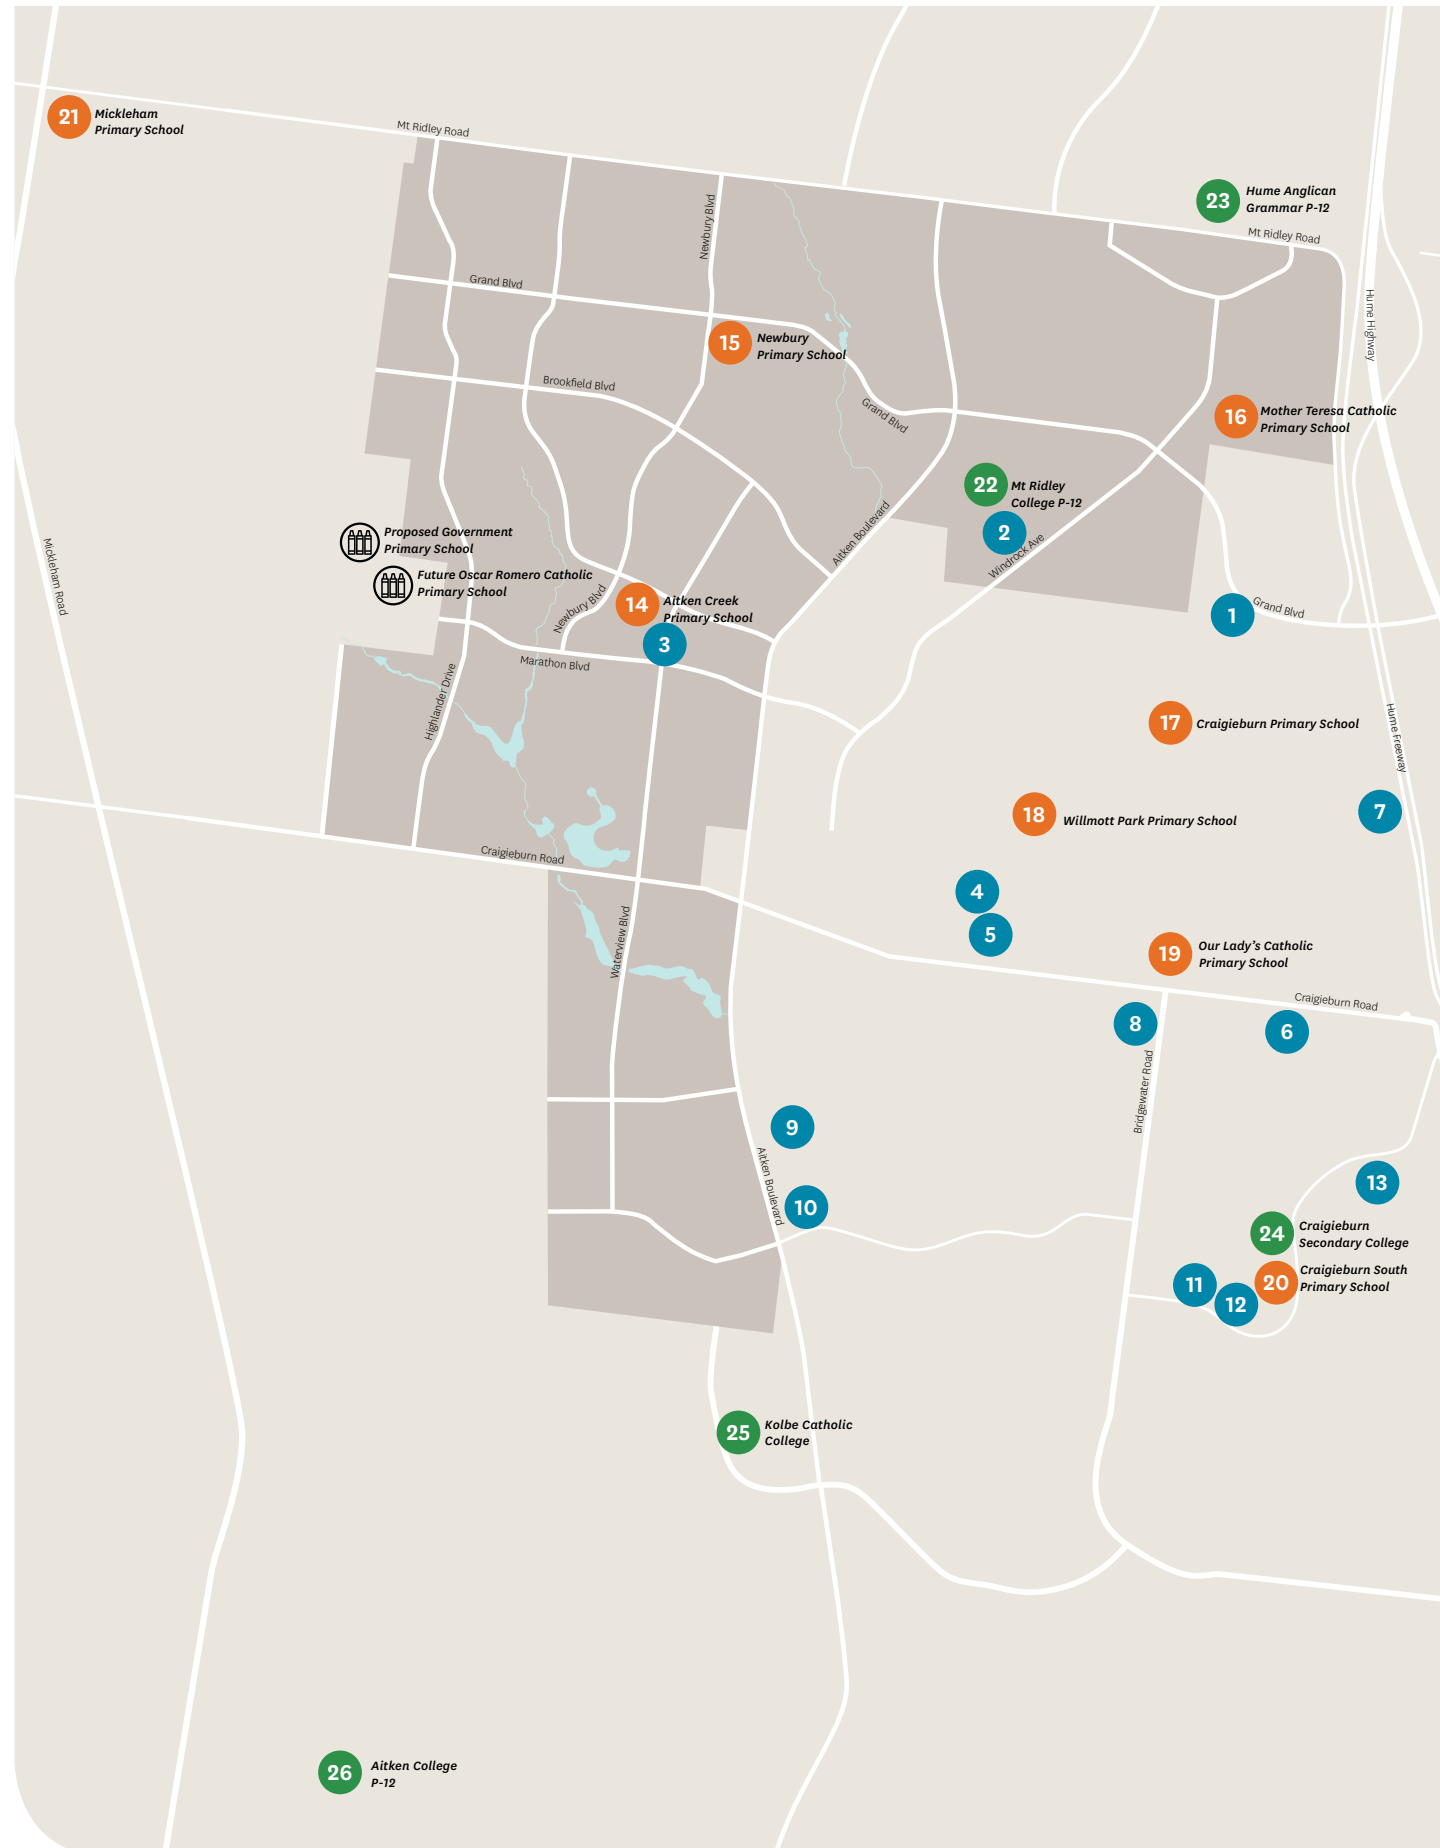 21
Mickleham
Primary School
Mt Ridley Road
23
Hume Anglican
Grammar P-12
Mt Ridley Road
Newbury Blvd
Grand Blvd
Hume Highway
15
Newbury
Primary School
Brookfield Blvd
Grand Blvd
16
Mother Teresa Catholic
Primary School
22
Mt Ridley
College P-12
2
Windrock Ave
Aitken Boulevard
Proposed Government
Primary School
Future Oscar Romero Catholic
Primary School
Mickleham Road
Newbury Blvd
14
Aitken Creek
Primary School
3
1
Grand Blvd
Marathon Blvd
Highlander Drive
17
Craigieburn Primary School
Hume Freeway
7
18
Willmott Park Primary School
Craigieburn Road
4
5
Waterview Blvd
19
Our Lady's Catholic
Primary School
Craigieburn Road
8
6
Bridgewater Road
9
Aitken Boulevard
10
13
24
Craigieburn
Secondary College
11
12
20
Craigieburn South
Primary School
25
Kolbe Catholic
College
26
Aitken College
P-12